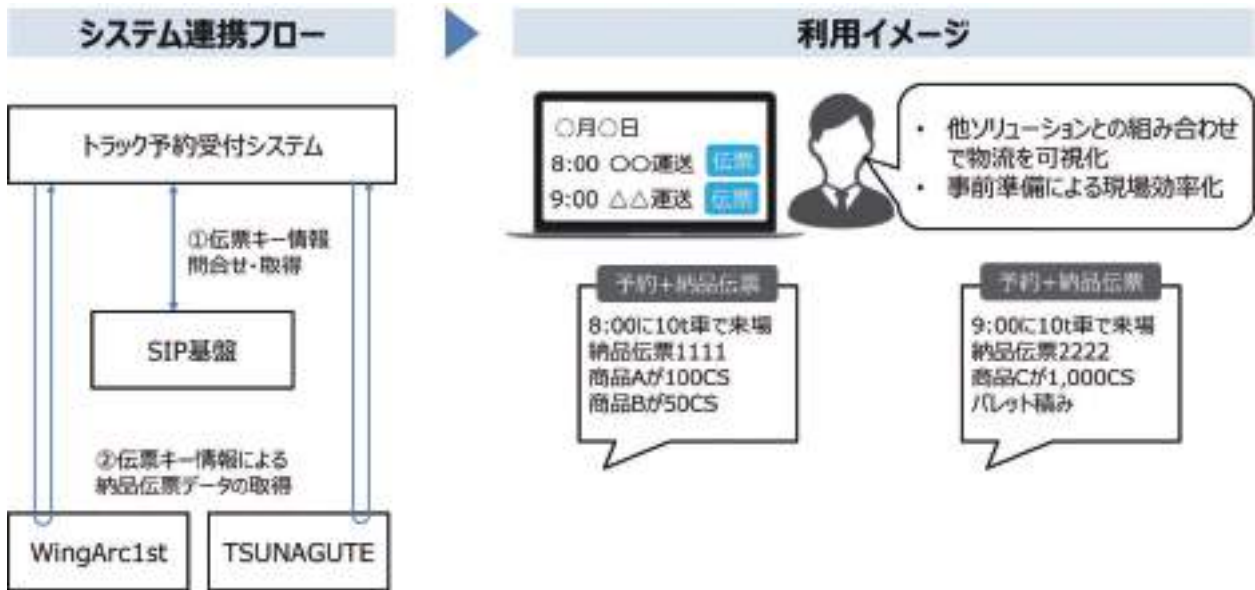 システム連携フロー
トラック予約受付システム
①伝票キー情報
問合せ・取得
SIP基盤
②伝票キー情報による
納品伝票データの取得
WingArc1st
TSUNAGUTE
利用イメージ
○月○日
8:00 〇〇運送 伝票
9:00 △△運送 伝票
• 他ソリューションとの組み合わせ
で物流を可視化
• 事前準備による現場効率化
予約+納品伝票
8:00に10t車で来場
納品伝票1111
商品Aが100CS
商品Bが50CS
予約+納品伝票
9:00に10t車で来場
納品伝票2222
商品Cが1,000CS
パレット積み